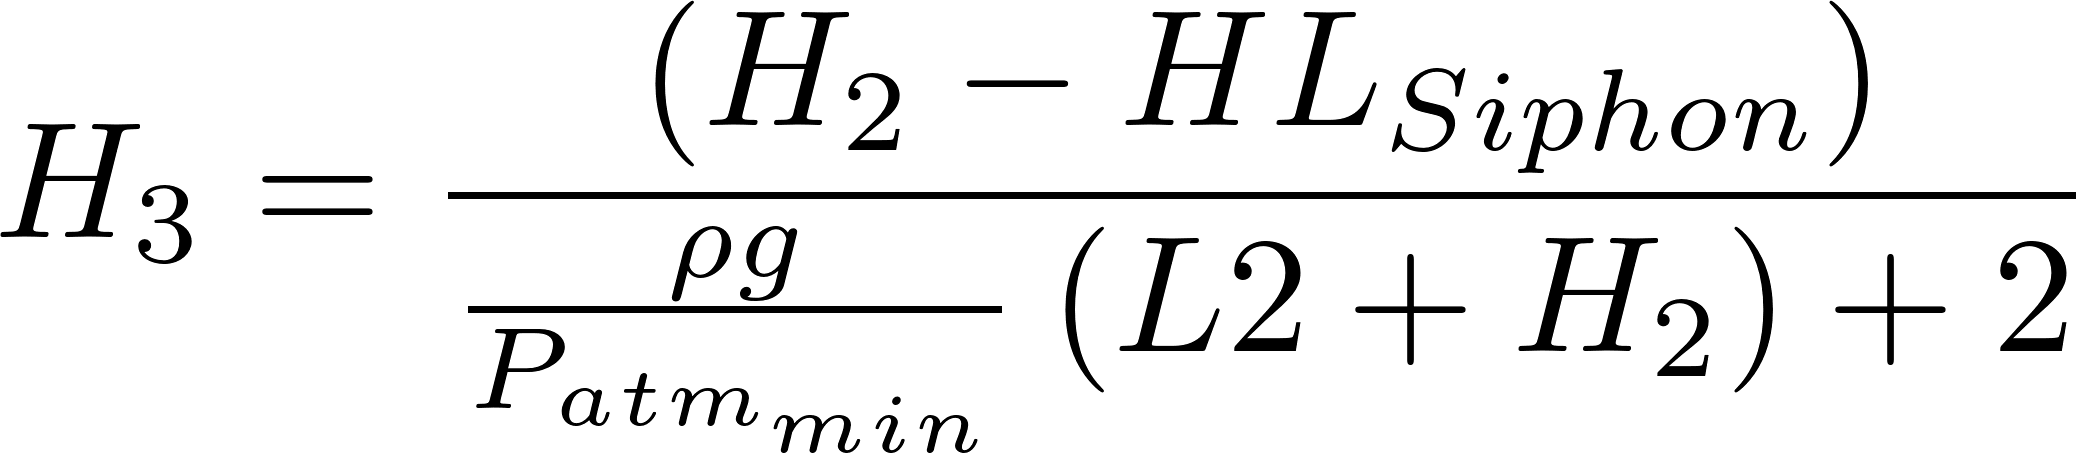 H_3 = \frac{(H_2 - HL_{Siphon})}{\frac{\rho g}{P_{atm_{min}}}(L2 + H_2) + 2}